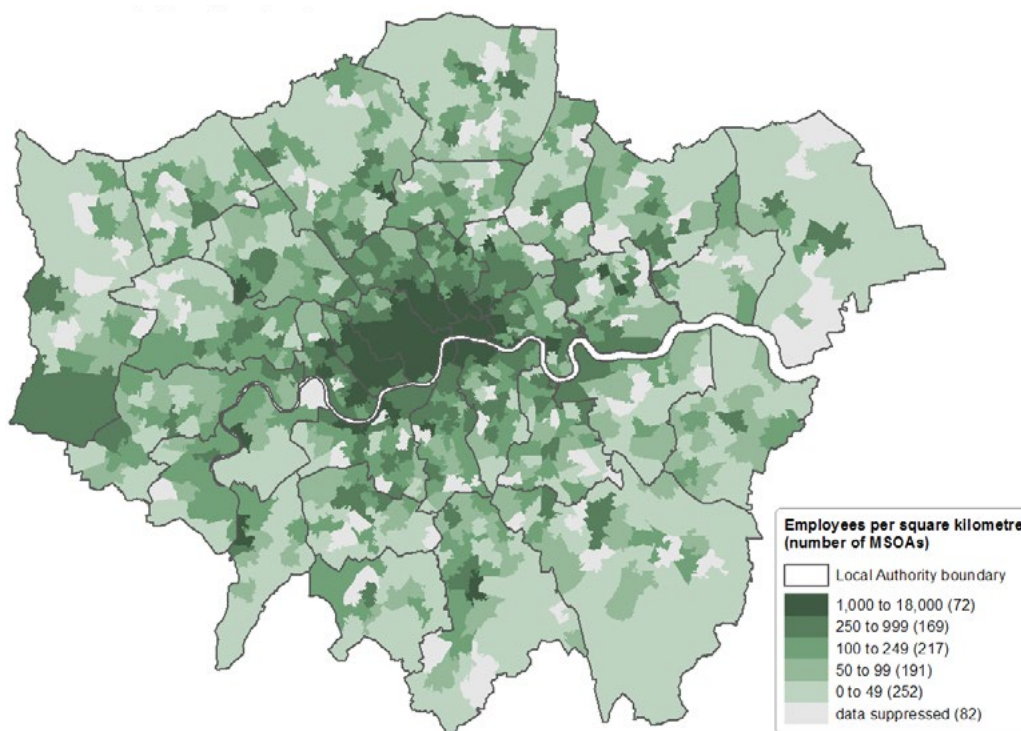 Employees per square kilometre
(number of MSOAs)
Local Authority boundary
1,000 to 18,000 (72)
250 to 999 (169)
100 to 249 (217)
50 to 99 (191)
0 to 49 (252)
data suppressed (82)